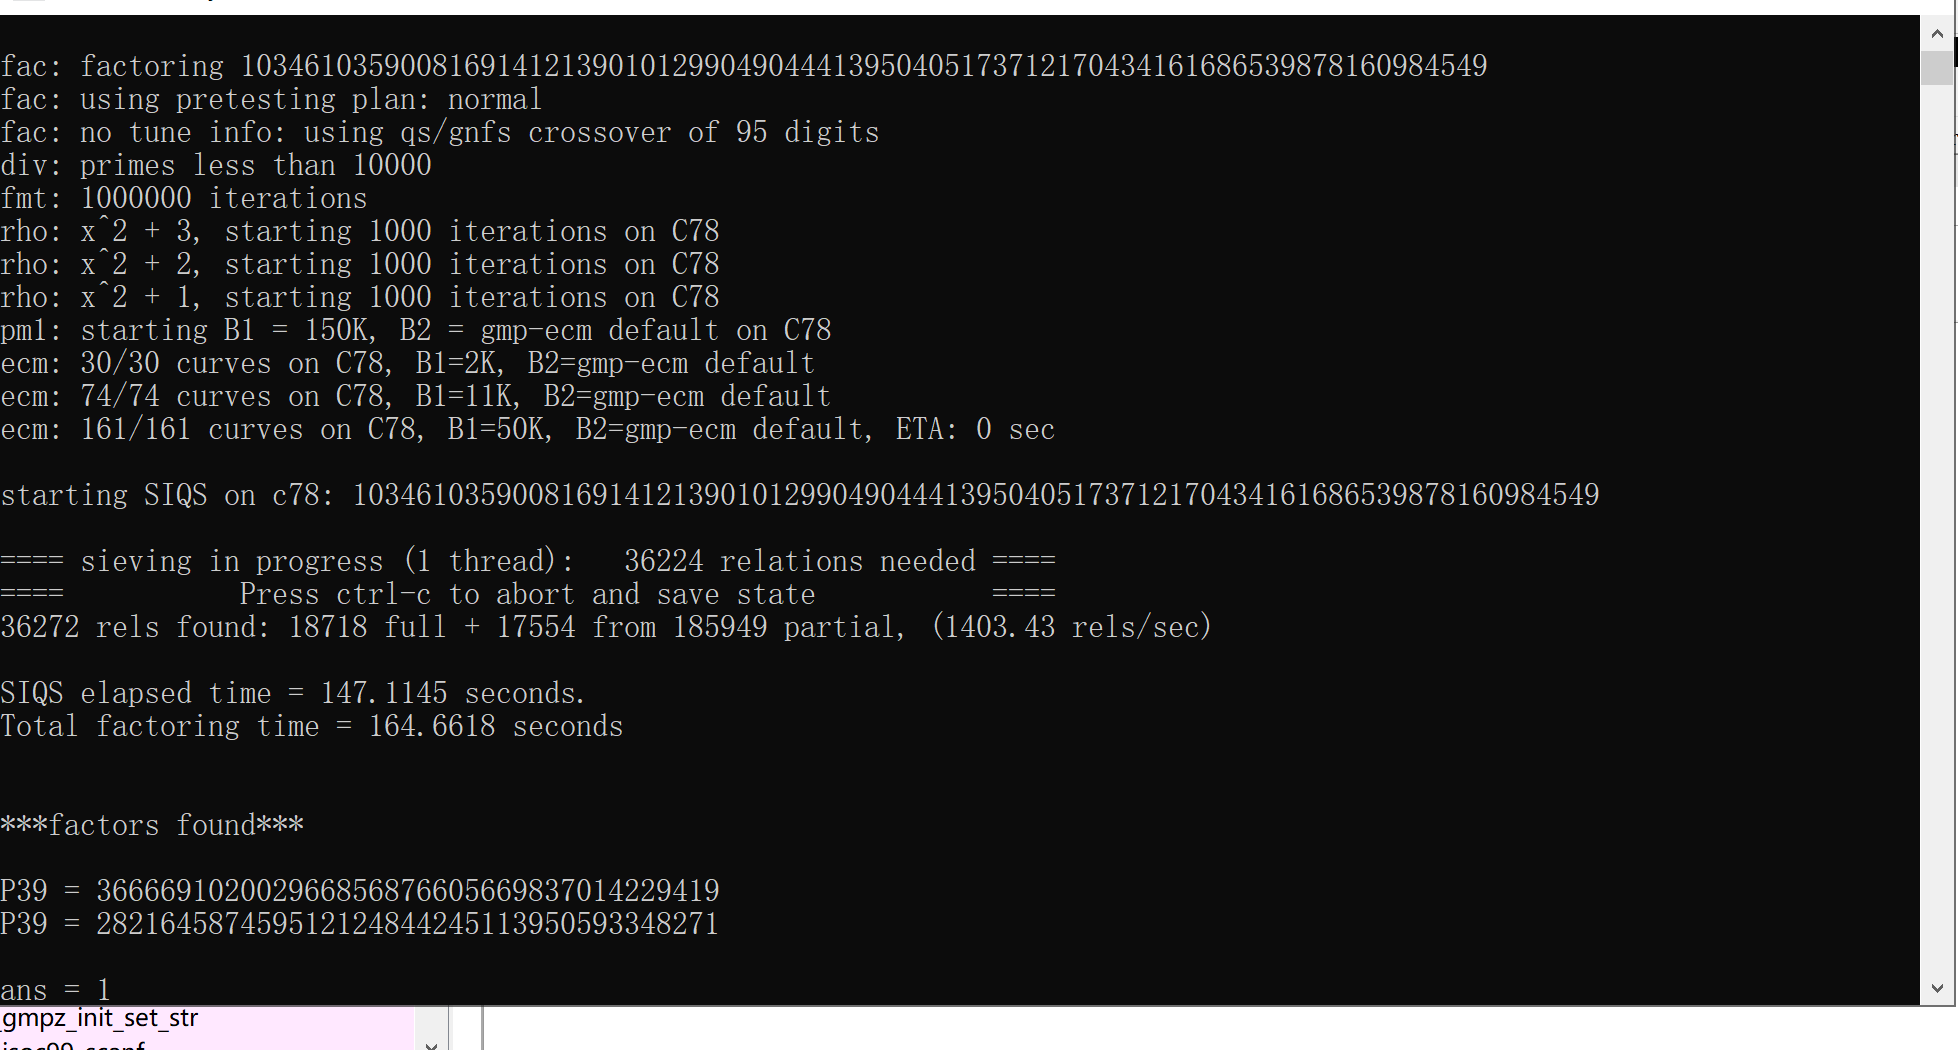 fac: factoring 103461035900816914121390101299049044413950405173712170434161686539878160984549
fac: using pretesting plan: normal
fac: no tune info: using qs/gnfs crossover of 95 digits
div: primes less than 10000
fmt: 1000000 iterations
rho: x^2 + 3, starting 1000 iterations on C78
rho: x^2 + 2, starting 1000 iterations on C78
rho: x^2 + 1, starting 1000 iterations on C78
pm1: starting B1 = 150K, B2 = gmp-ecm default on C78
ecm: 30/30 curves on C78, B1=2K, B2=gmp-ecm default
ecm: 74/74 curves on C78, B1=11K, B2=gmp-ecm default
ecm: 161/161 curves on C78, B1=50K, B2=gmp-ecm default, ETA: 0 sec
starting SIQS on c78: 103461035900816914121390101299049044413950405173712170434161686539878160984549
==== sieving in progress (1 thread):   36224 relations needed ====
====           Press ctrl-c to abort and save state           ====
36272 rels found: 18718 full + 17554 from 185949 partial, (1403.43 rels/sec)
SIQS elapsed time = 147.1145 seconds.
Total factoring time = 164.6618 seconds
***factors found***
P39 = 366669102002966856876605669837014229419
P39 = 282164587459512124844245113950593348271
ans = 1
gmpz_init_set_str